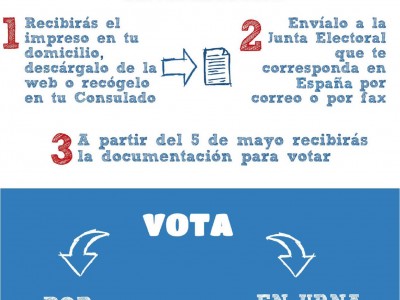 1 Recibirás el
impreso en tu
domicilio,
descárgalo de la
web o recógelo
en tu Consulado
2 Envíalo a la
Junta Electoral
que te
corresponda en
España por
correo o por fax
3 A partir del 5 de mayo recibirás
la documentación para votar
VOTA
POR
EN URNA